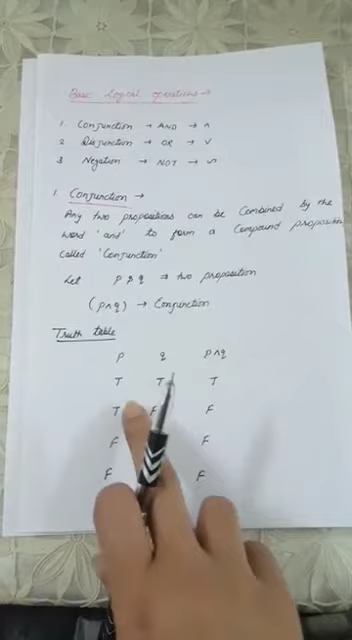 Basic Logical operations →
1. Conjunction → AND → ∧
2 Disjunction → OR → ∨
3 Negation → NOT → ∽
1. Conjunction →
Any two propositions can be Combined by the
word 'and' to form a Compound proposition
Called 'Conjunction'
Let p & q ⇒ two proposition
(p∧q) → Conjunction
Truth table
p q p∧q
T T T
T F F
F F
F F